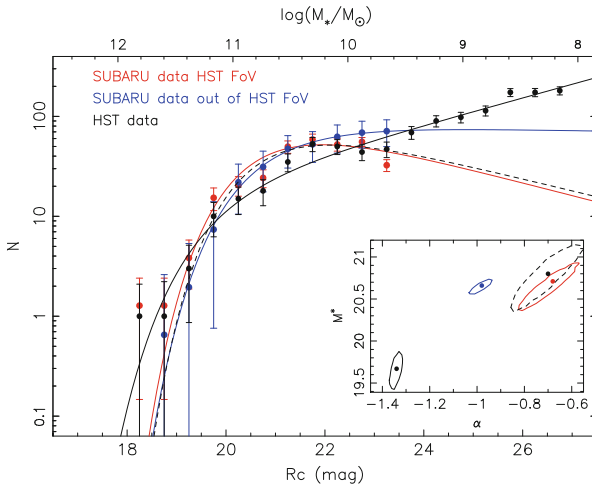 log(M*/M☉)
12 11 10 9 8
SUBARU data HST FoV
SUBARU data out of HST FoV
HST data
100
10
1
0.1
N
18 20 22 24 26
Rc (mag)
21
20.5
20
19.5
M*
−1.4 −1.2 −1 −0.8 −0.6
α